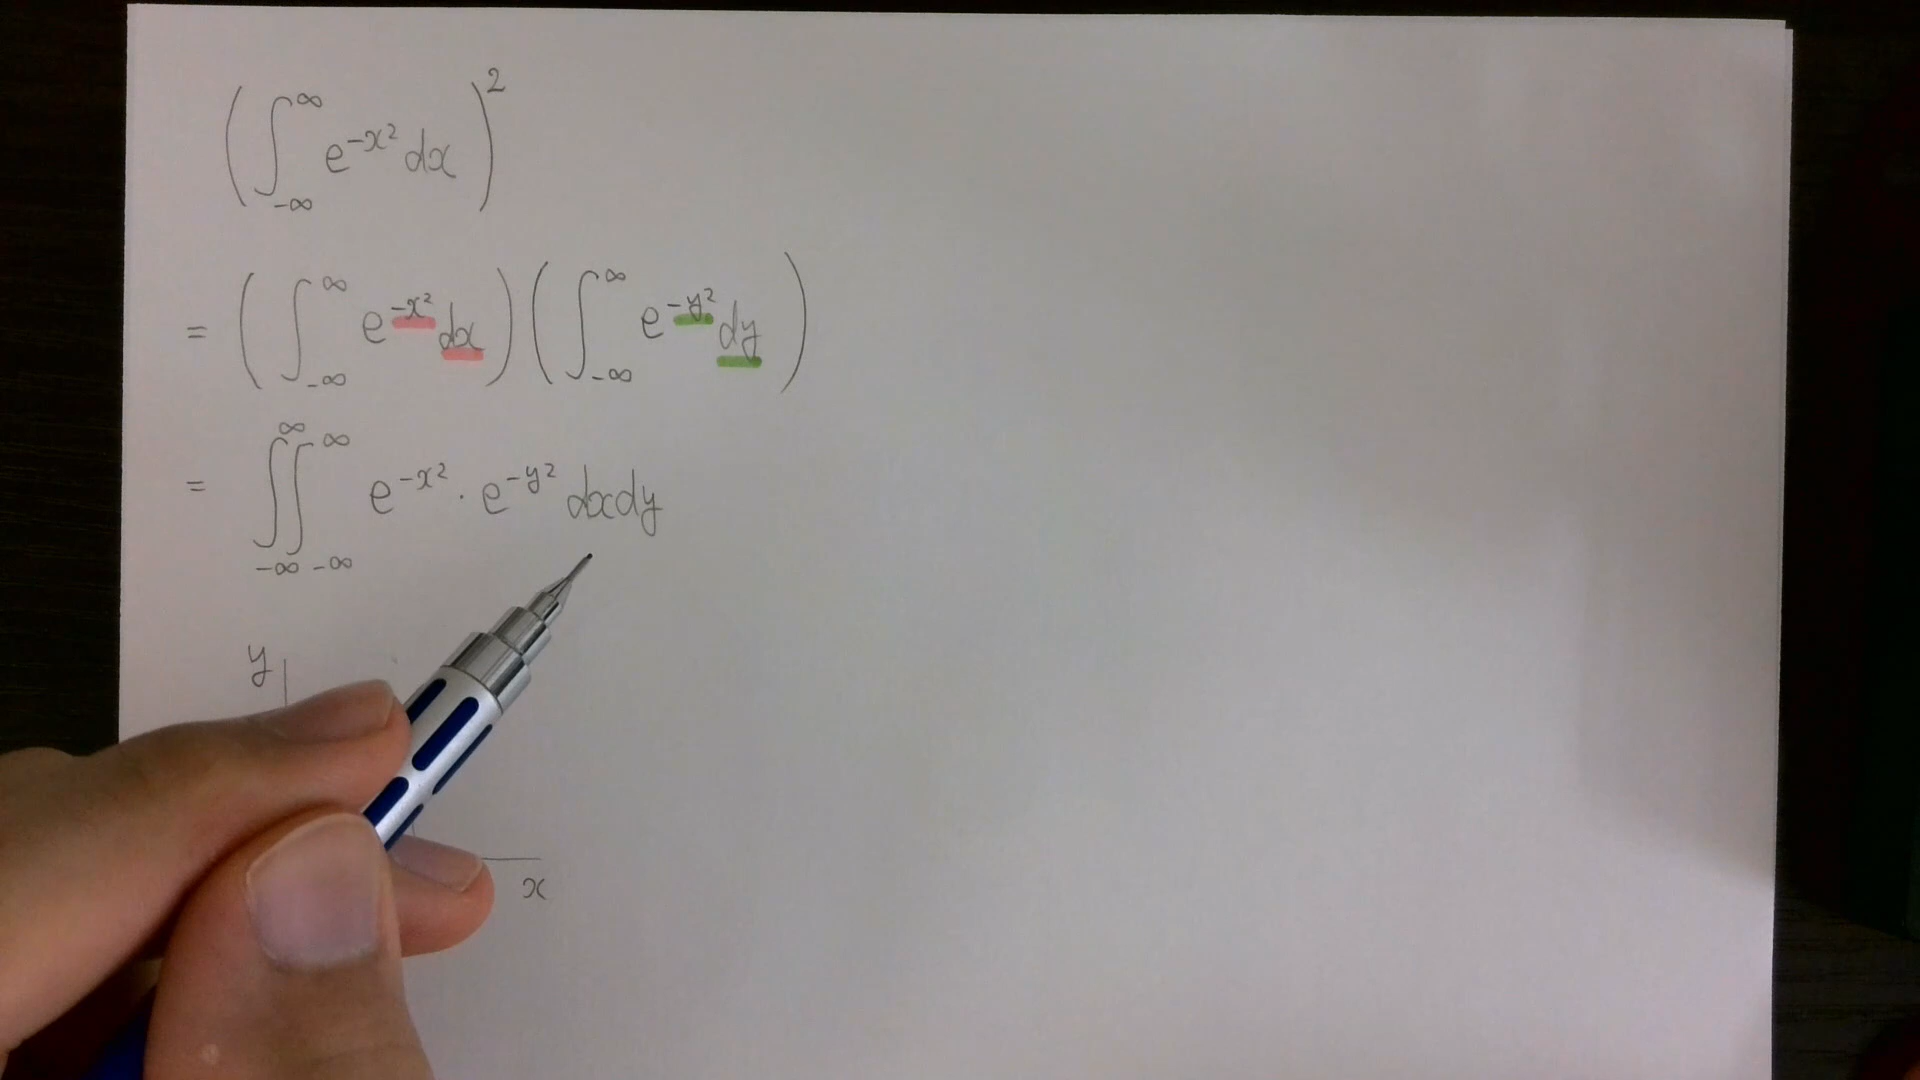 (∫_{-∞}^{∞} e^{-x²} dx)²
= (∫_{-∞}^{∞} e^{-x²} dx) (∫_{-∞}^{∞} e^{-y²} dy)
= ∫_{-∞}^{∞} ∫_{-∞}^{∞} e^{-x²} · e^{-y²} dxdy
y
x